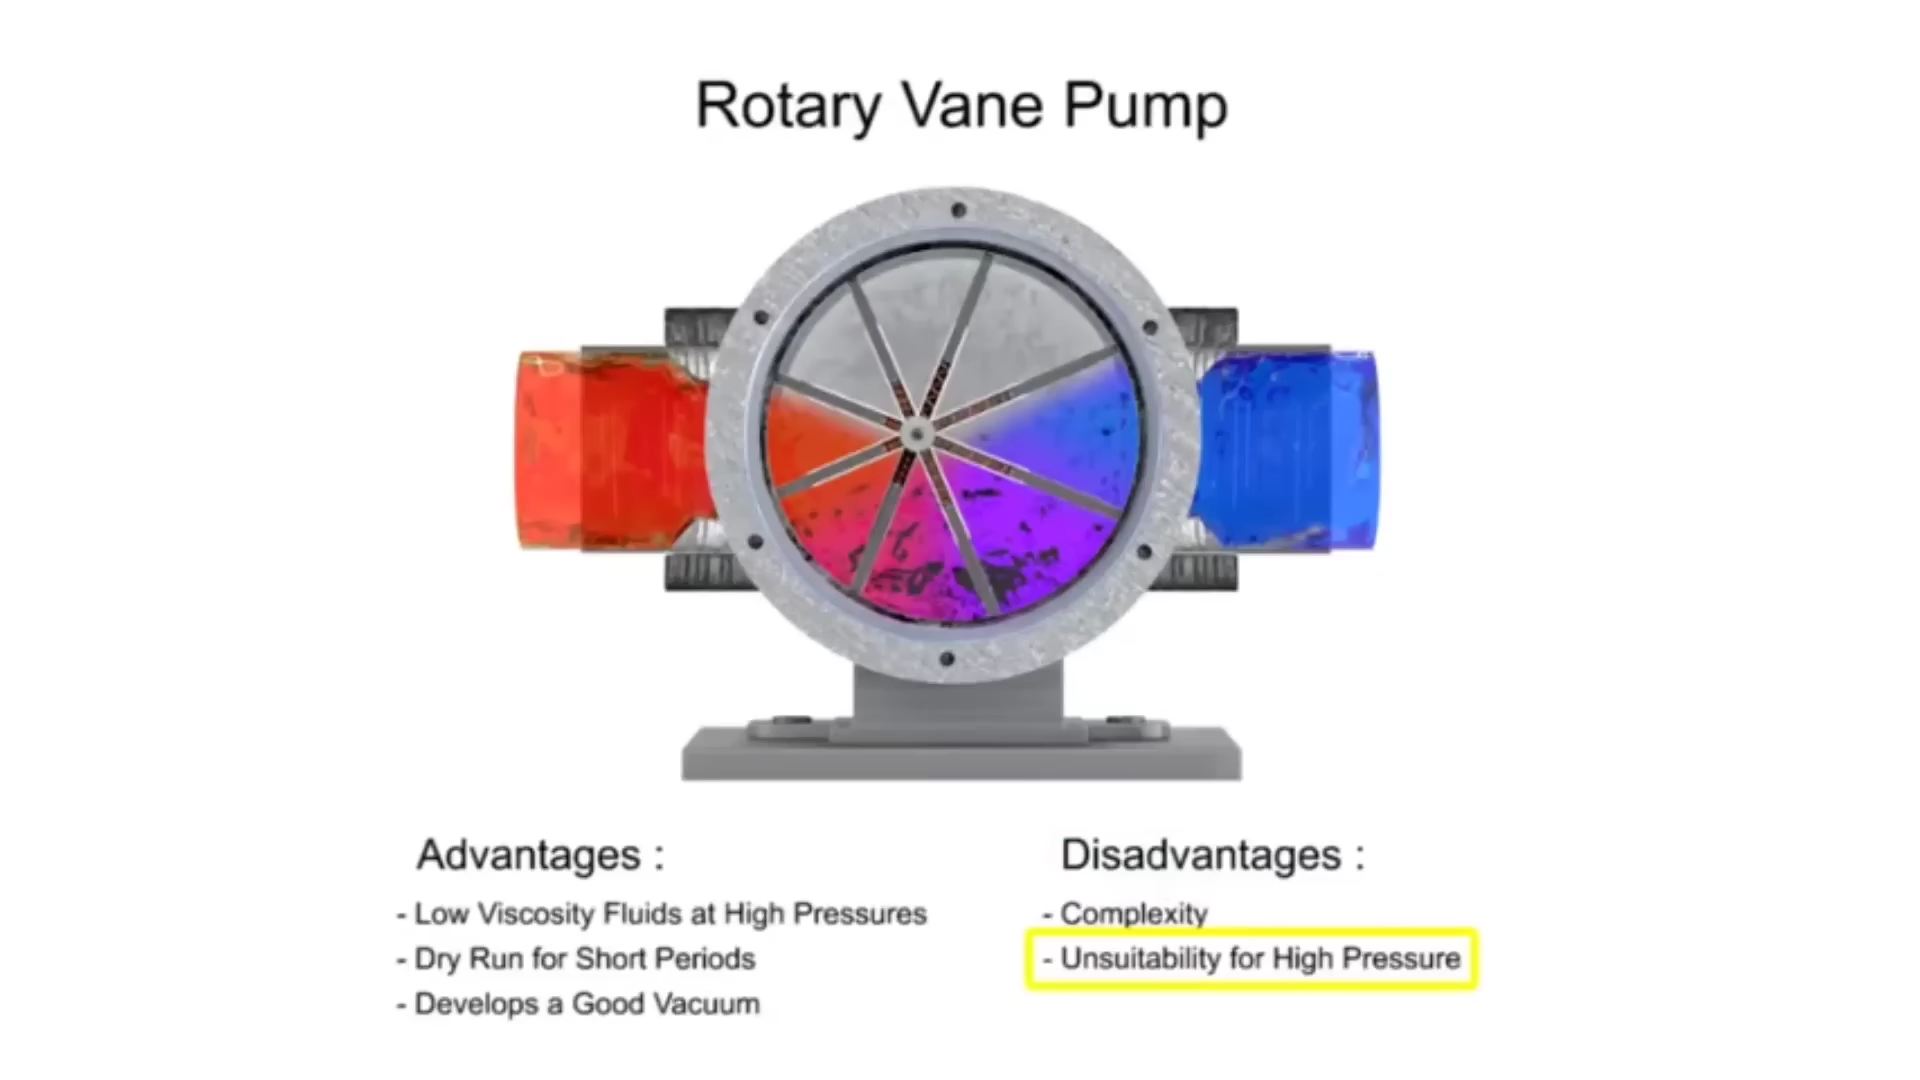 Rotary Vane Pump
Advantages :
- Low Viscosity Fluids at High Pressures
- Dry Run for Short Periods
- Develops a Good Vacuum
Disadvantages :
- Complexity
- Unsuitability for High Pressure